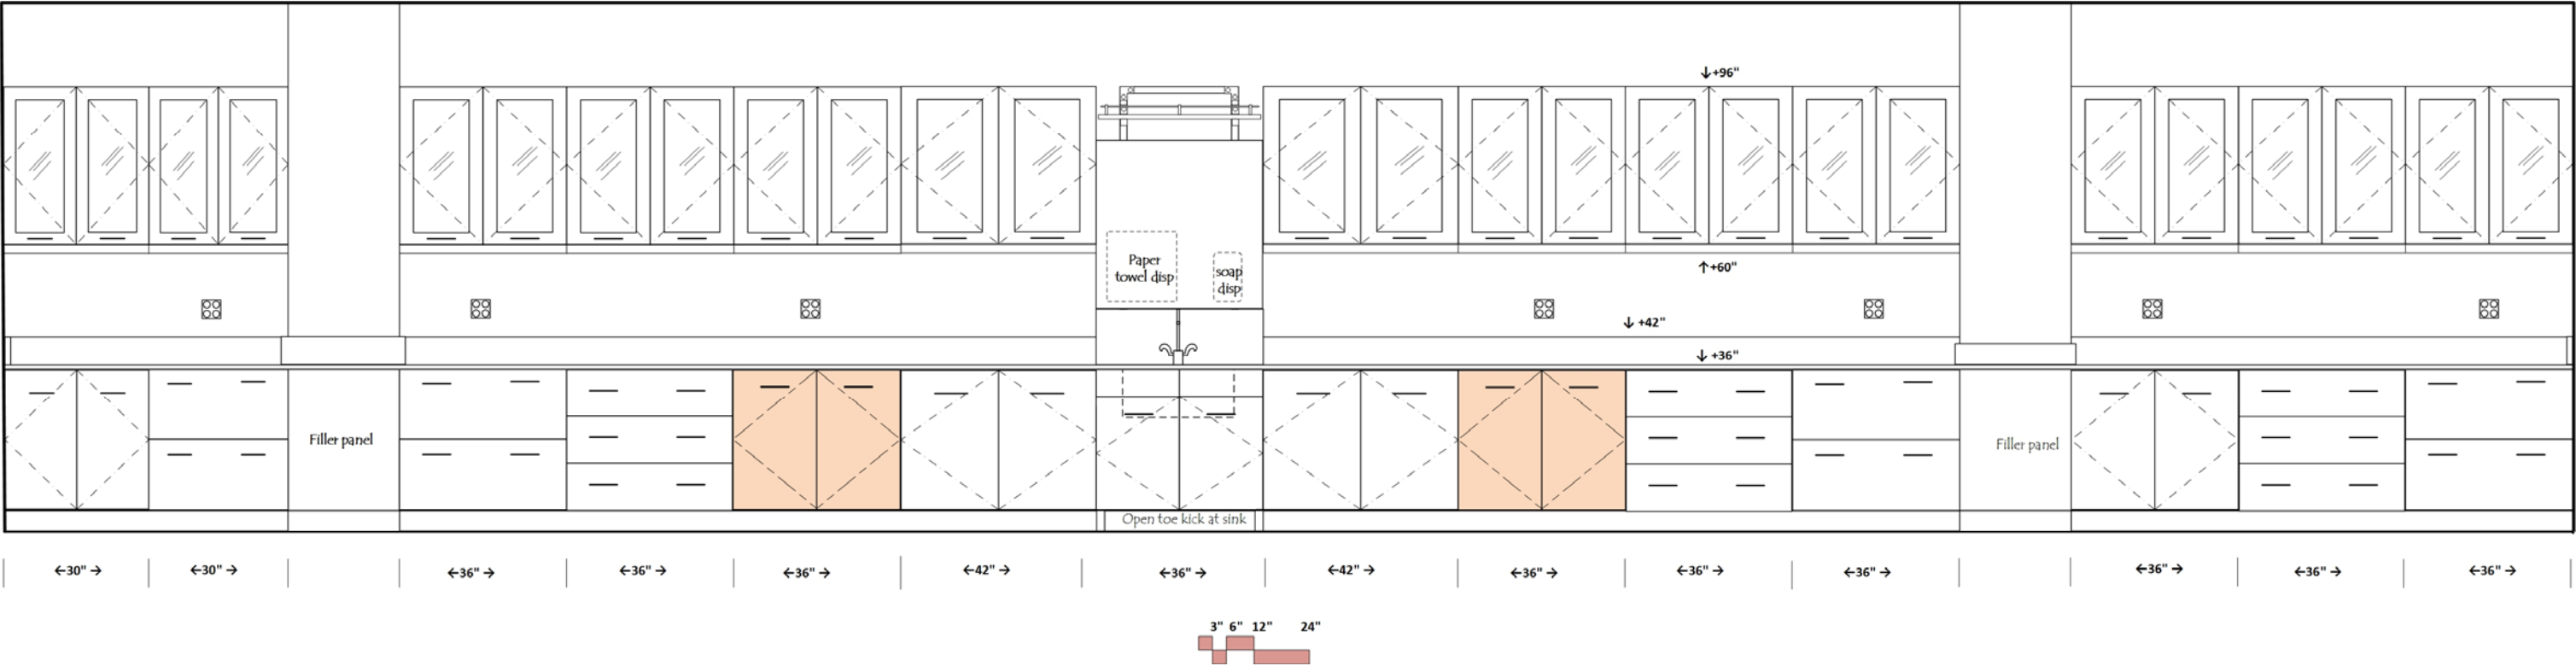 ↓+96"
Paper
towel disp
soap
disp
↑+60"
↓ +42"
↓ +36"
Filler panel
Filler panel
Open toe kick at sink
←30" →
←30" →
←36" →
←36" →
←36" →
←42" →
←36" →
←42" →
←36" →
←36" →
←36" →
←36" →
←36" →
←36" →
3" 6" 12" 24"